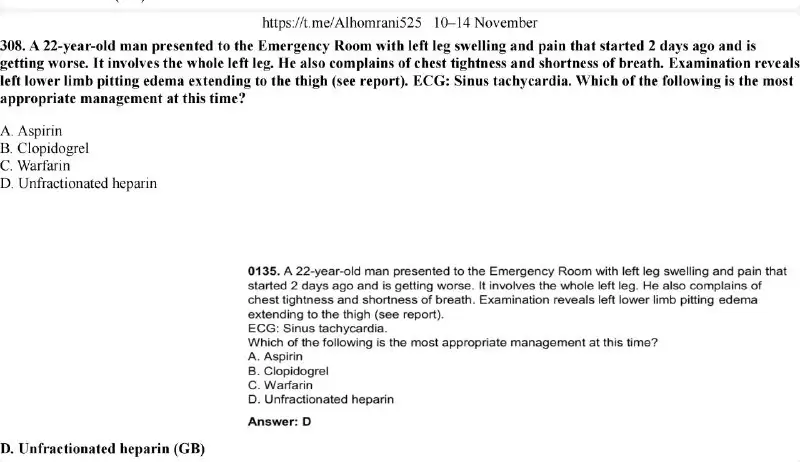 https://t.me/Alhomrani525 10–14 November
308. A 22-year-old man presented to the Emergency Room with left leg swelling and pain that started 2 days ago and is
getting worse. It involves the whole left leg. He also complains of chest tightness and shortness of breath. Examination reveals
left lower limb pitting edema extending to the thigh (see report). ECG: Sinus tachycardia. Which of the following is the most
appropriate management at this time?
A. Aspirin
B. Clopidogrel
C. Warfarin
D. Unfractionated heparin
0135. A 22-year-old man presented to the Emergency Room with left leg swelling and pain that
started 2 days ago and is getting worse. It involves the whole left leg. He also complains of
chest tightness and shortness of breath. Examination reveals left lower limb pitting edema
extending to the thigh (see report).
ECG: Sinus tachycardia.
Which of the following is the most appropriate management at this time?
A. Aspirin
B. Clopidogrel
C. Warfarin
D. Unfractionated heparin
Answer: D
D. Unfractionated heparin (GB)